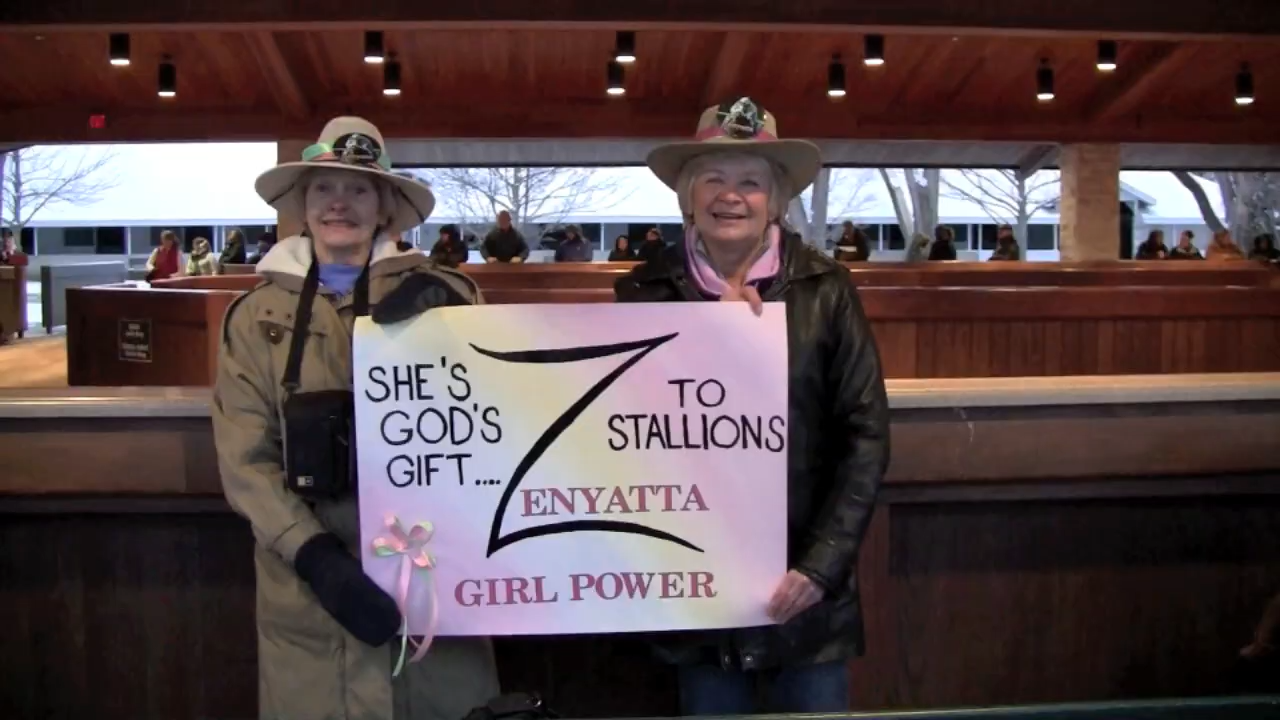 SHE'S
GOD'S
GIFT....
TO
STALLIONS
ZENYATTA
GIRL POWER